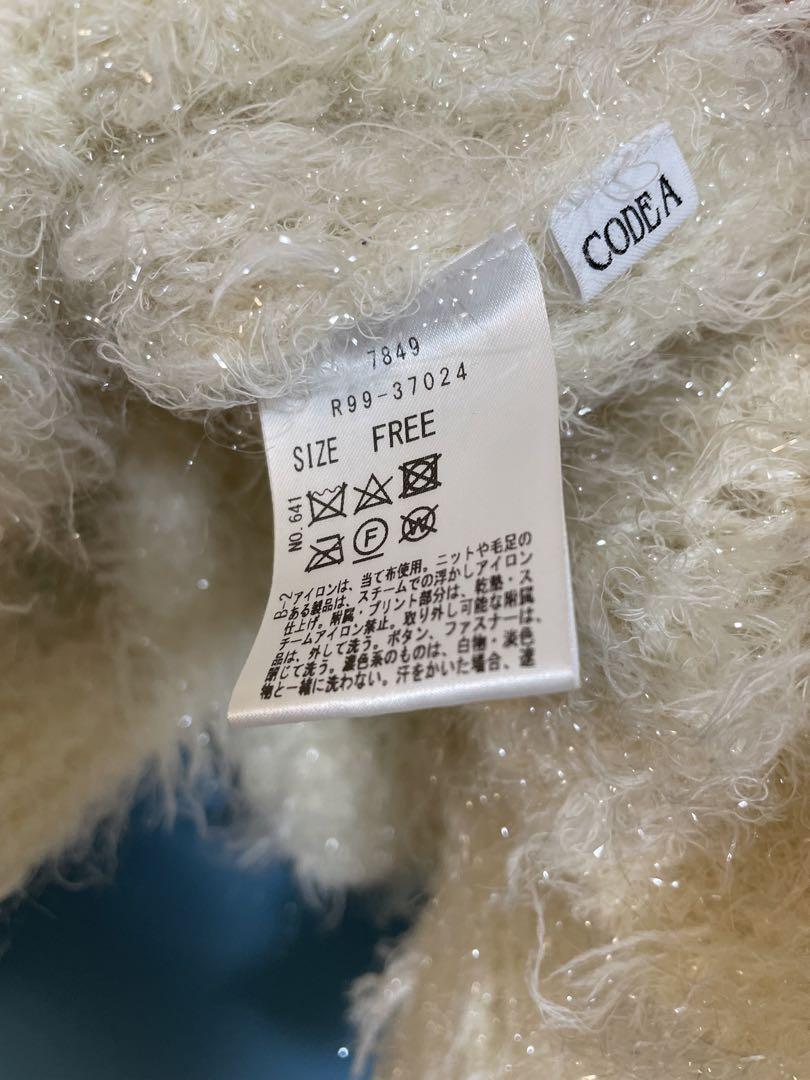 CODE A
7849
R99-37024
SIZE FREE
NO.641
F
W
B-2
アイロンは、当て布使用。ニットや毛足の
ある製品は、スチームでの浮かしアイロン
仕上げ。附属・プリント部分は、乾熱・ス
チームアイロン禁止。取り外し可能な附属
品は、外して洗う。ボタン、ファスナーは、
閉じて洗う。濃色系のものは、白物・淡色
物と一緒に洗わない。汗をかいた場合、速